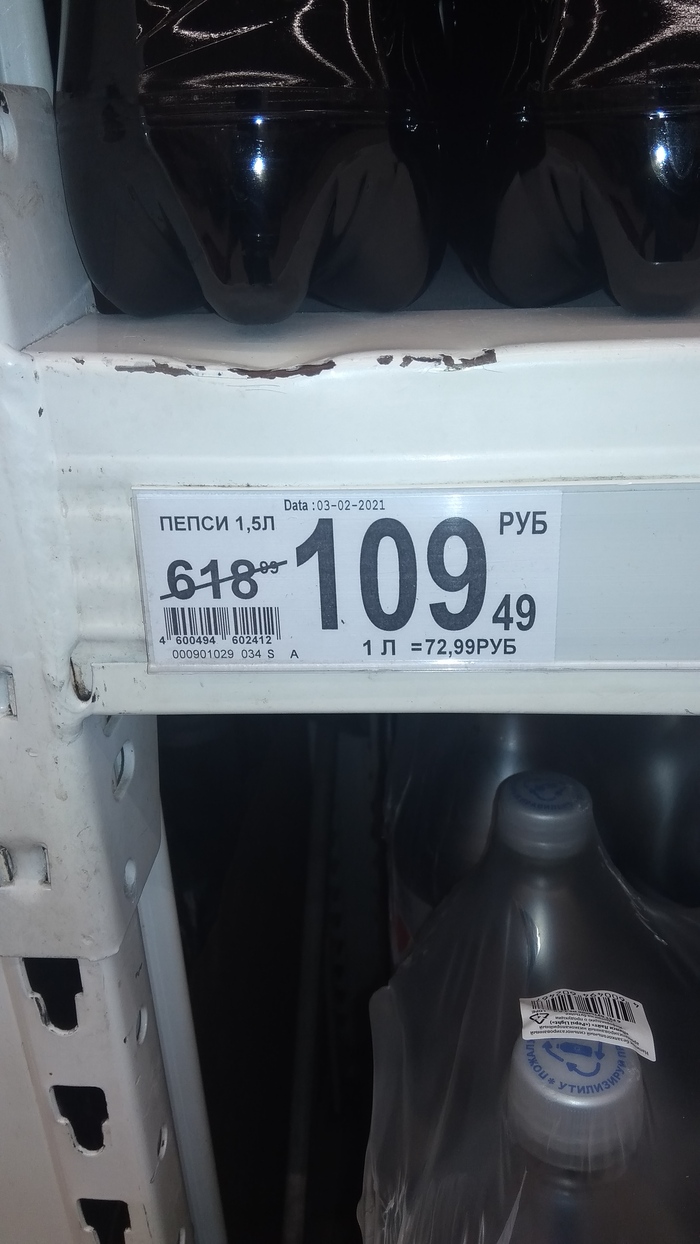 Data :03-02-2021
ПЕПСИ 1,5Л
РУБ
618 89
109 49
4 600494 602412
1 Л =72,99РУБ
000901029 034 S A
УТИЛИЗИРУЙ